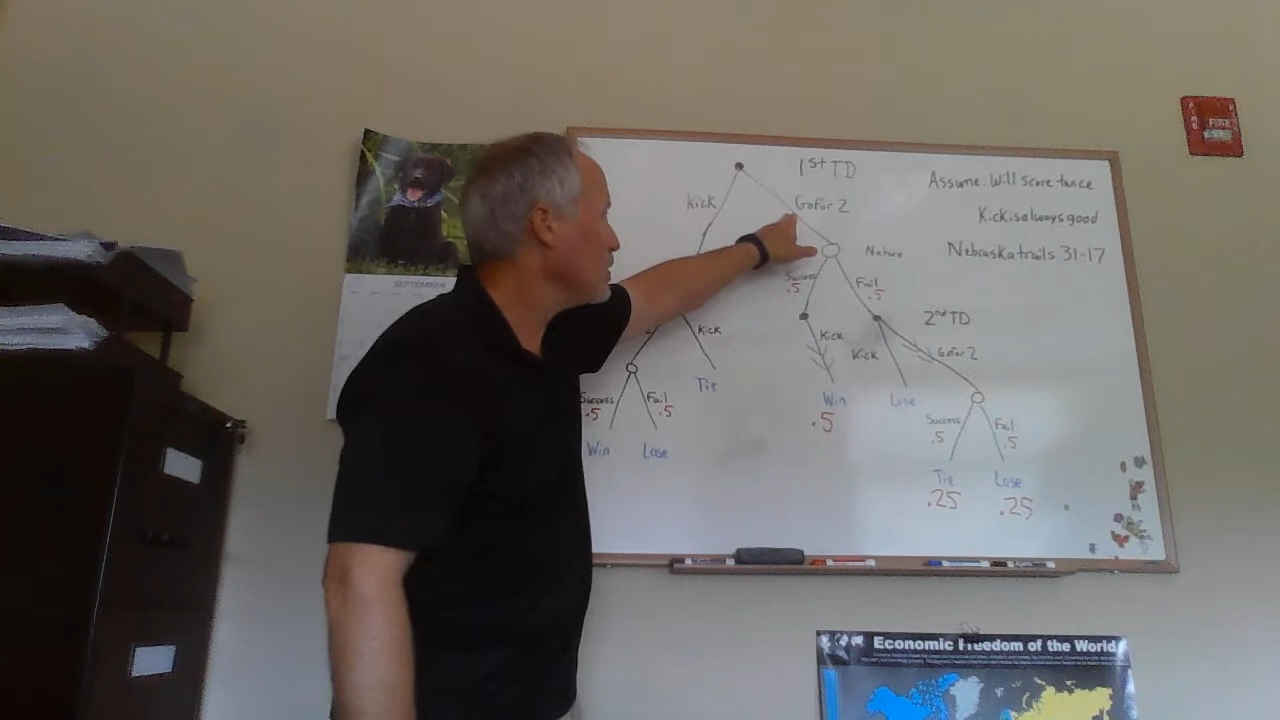 1st TD
Assume: Will score twice
Kick is always good
Nebraska trails 31-17
Kick
Go for 2
Nature
Success
.5
Fail
.5
2nd TD
Kick
Kick
Kick
Go for 2
Tie
Win
.5
Lose
Success
.5
Fail
.5
Success
.5
Fail
.5
Win
Lose
Tie
.25
Lose
.25
SEPTEMBER
FIRE
Economic Freedom of the World